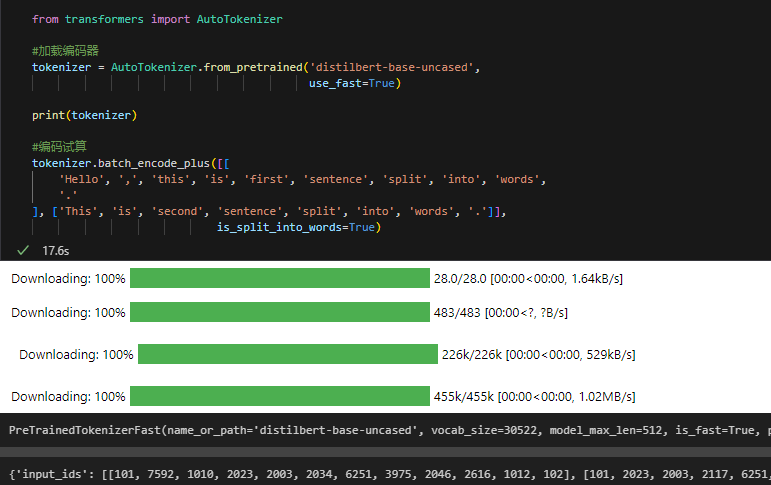 from transformers import AutoTokenizer
#加载编码器
tokenizer = AutoTokenizer.from_pretrained('distilbert-base-uncased',
use_fast=True)
print(tokenizer)
#编码试算
tokenizer.batch_encode_plus([[
'Hello', ',', 'this', 'is', 'first', 'sentence', 'split', 'into', 'words',
'.'
], ['This', 'is', 'second', 'sentence', 'split', 'into', 'words', '.']],
is_split_into_words=True)
17.6s
Downloading: 100% 28.0/28.0 [00:00<00:00, 1.64kB/s]
Downloading: 100% 483/483 [00:00<?, ?B/s]
Downloading: 100% 226k/226k [00:00<00:00, 529kB/s]
Downloading: 100% 455k/455k [00:00<00:00, 1.02MB/s]
PreTrainedTokenizerFast(name_or_path='distilbert-base-uncased', vocab_size=30522, model_max_len=512, is_fast=True, p
{'input_ids': [[101, 7592, 1010, 2023, 2003, 2034, 6251, 3975, 2046, 2616, 1012, 102], [101, 2023, 2003, 2117, 6251,